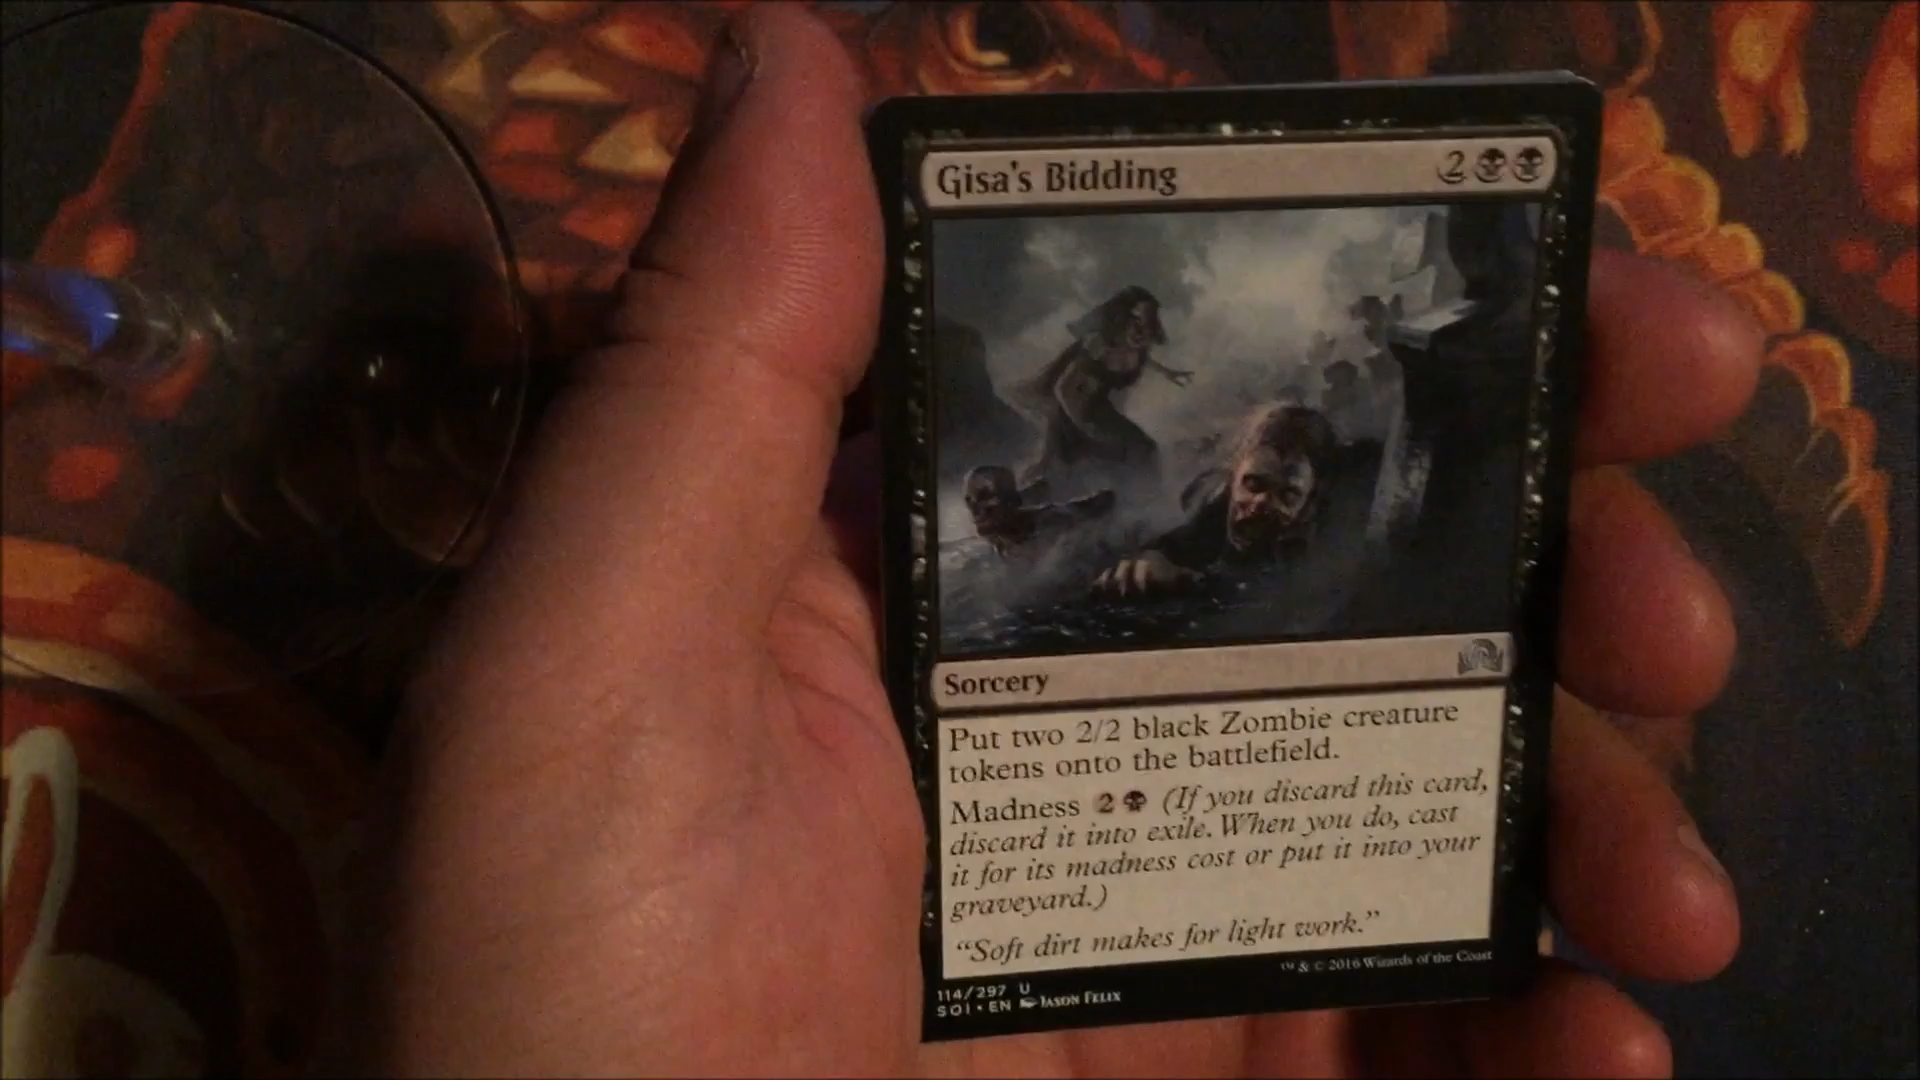 Gisa's Bidding 2
Sorcery
Put two 2/2 black Zombie creature
tokens onto the battlefield.
Madness 2 (If you discard this card,
discard it into exile. When you do, cast
it for its madness cost or put it into your
graveyard.)
“Soft dirt makes for light work.”
™ & © 2016 Wizards of the Coast
114/297 U
SOI • EN Jason Felix